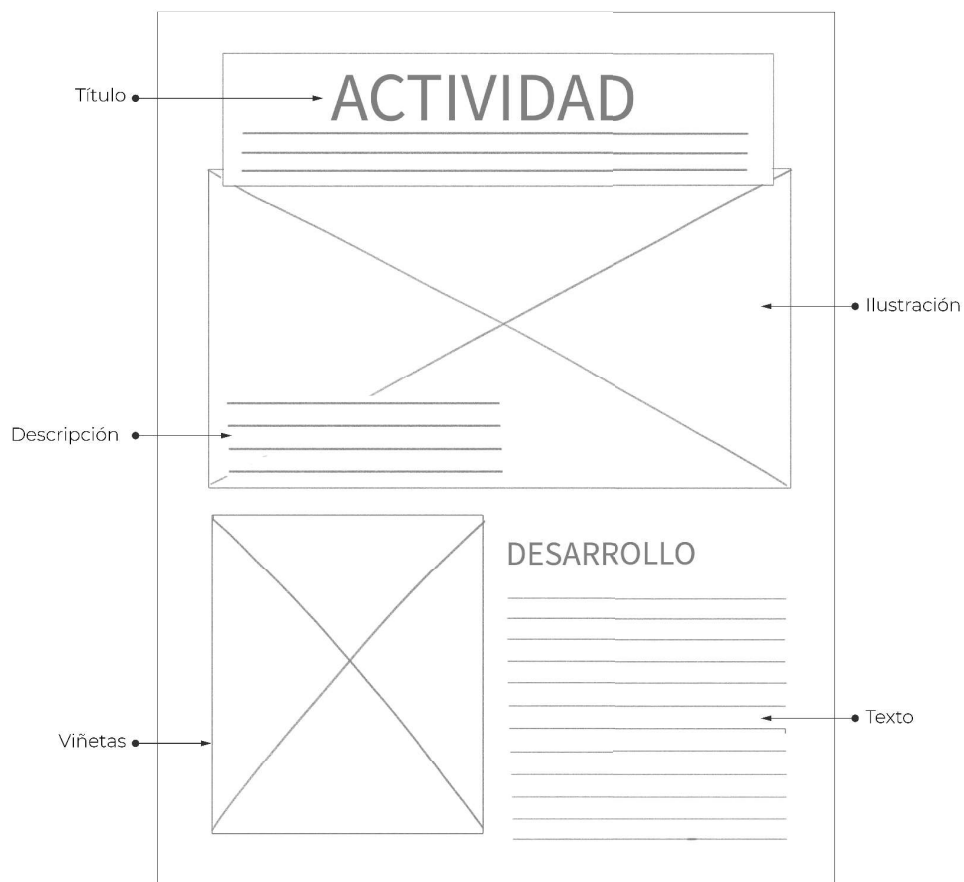 Título
ACTIVIDAD
Ilustración
Descripción
DESARROLLO
Texto
Viñetas